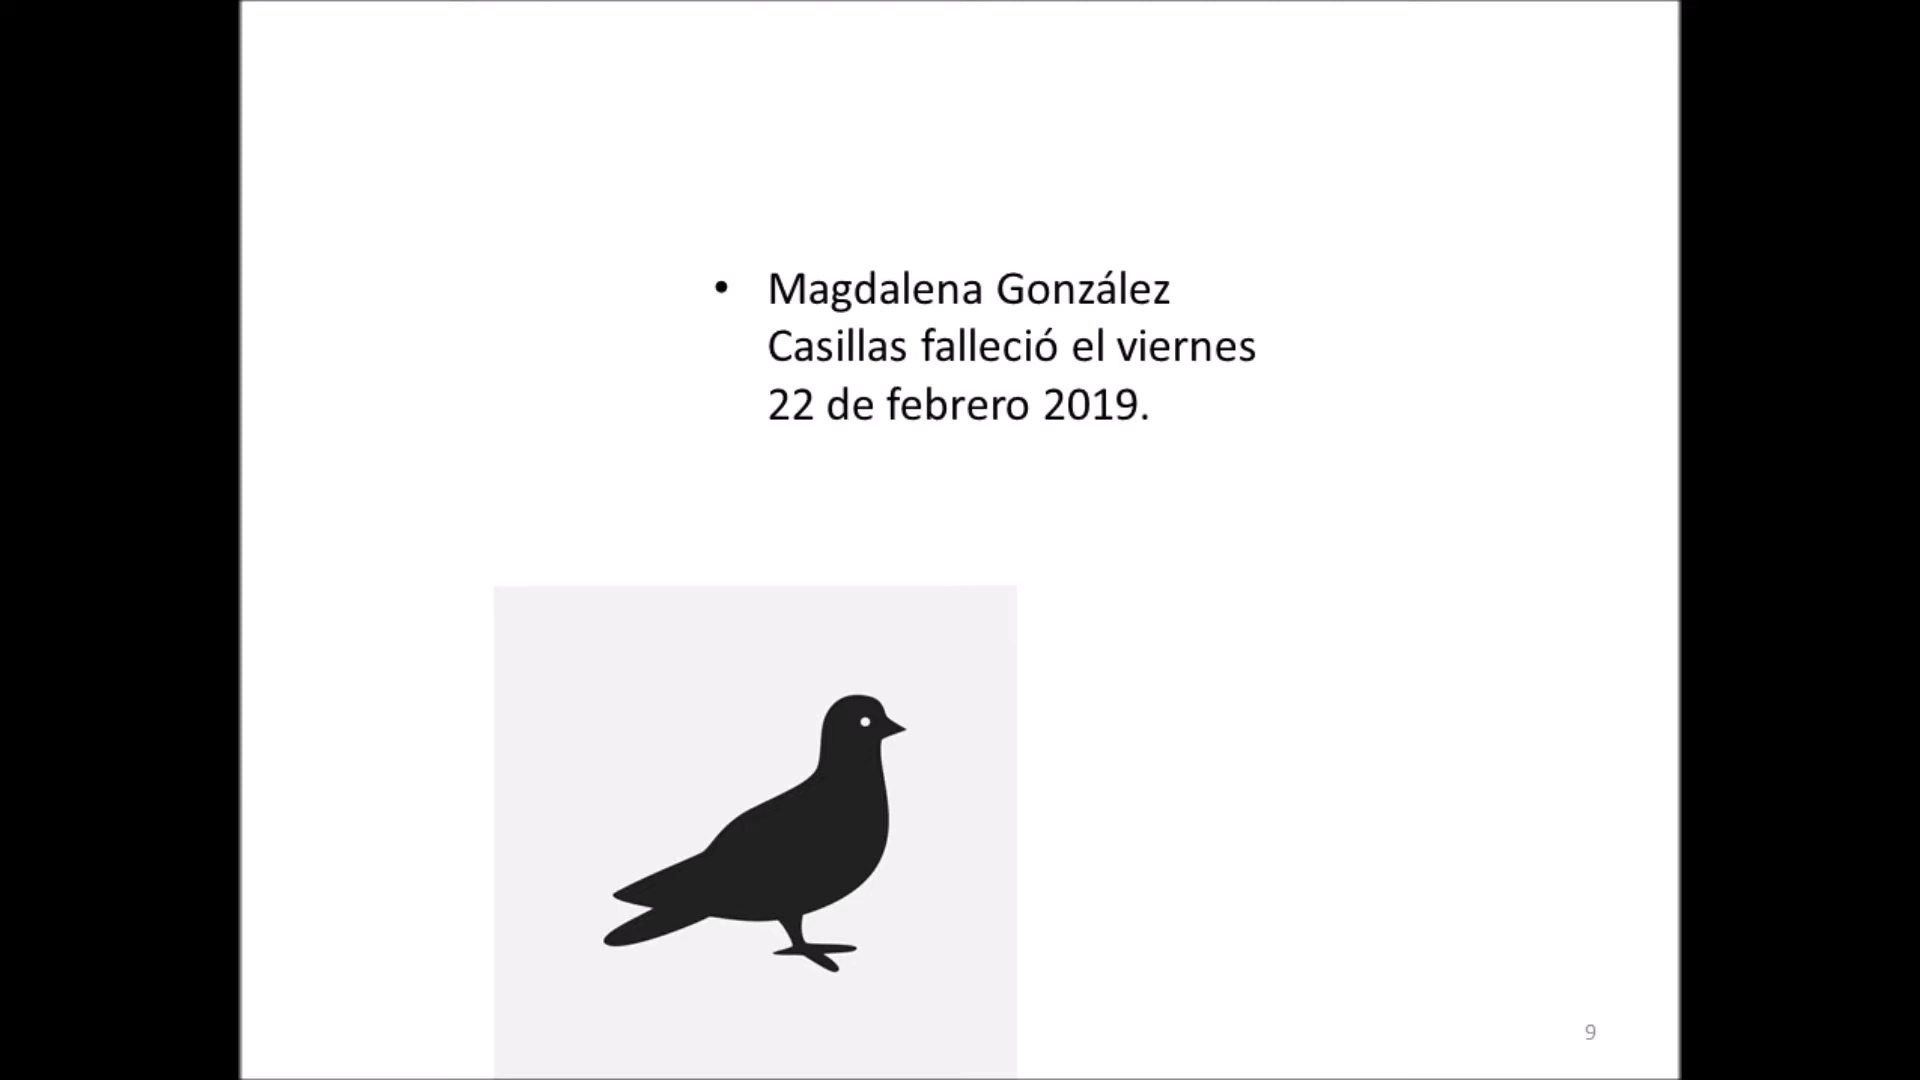 • Magdalena González
Casillas falleció el viernes
22 de febrero 2019.
9